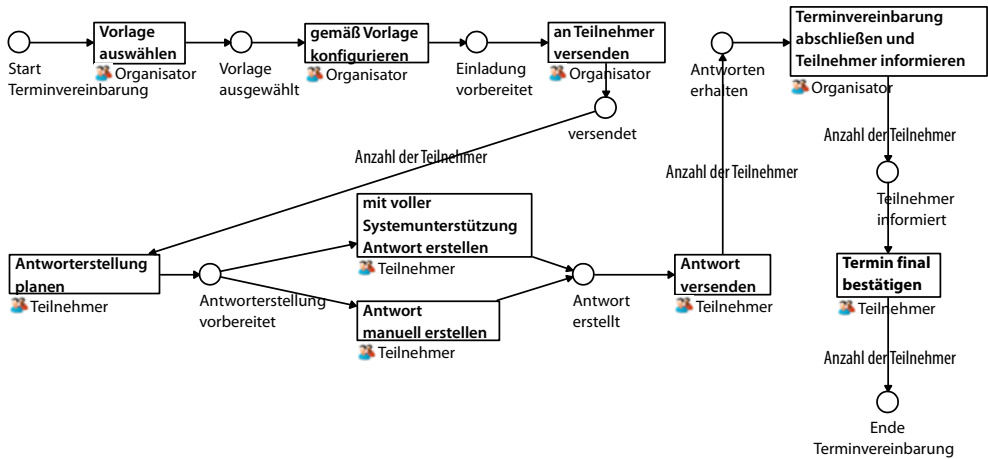 Start
Terminvereinbarung
Vorlage
auswählen
Organisator
Vorlage
ausgewählt
gemäß Vorlage
konfigurieren
Organisator
Einladung
vorbereitet
an Teilnehmer
versenden
Organisator
versendet
Anzahl der Teilnehmer
Antworterstellung
planen
Teilnehmer
Antworterstellung
vorbereitet
mit voller
Systemunterstützung
Antwort erstellen
Teilnehmer
Antwort
manuell erstellen
Teilnehmer
Antwort
erstellt
Antwort
versenden
Teilnehmer
Anzahl der Teilnehmer
Antworten
erhalten
Terminvereinbarung
abschließen und
Teilnehmer informieren
Organisator
Anzahl der Teilnehmer
Teilnehmer
informiert
Termin final
bestätigen
Teilnehmer
Anzahl der Teilnehmer
Ende
Terminvereinbarung